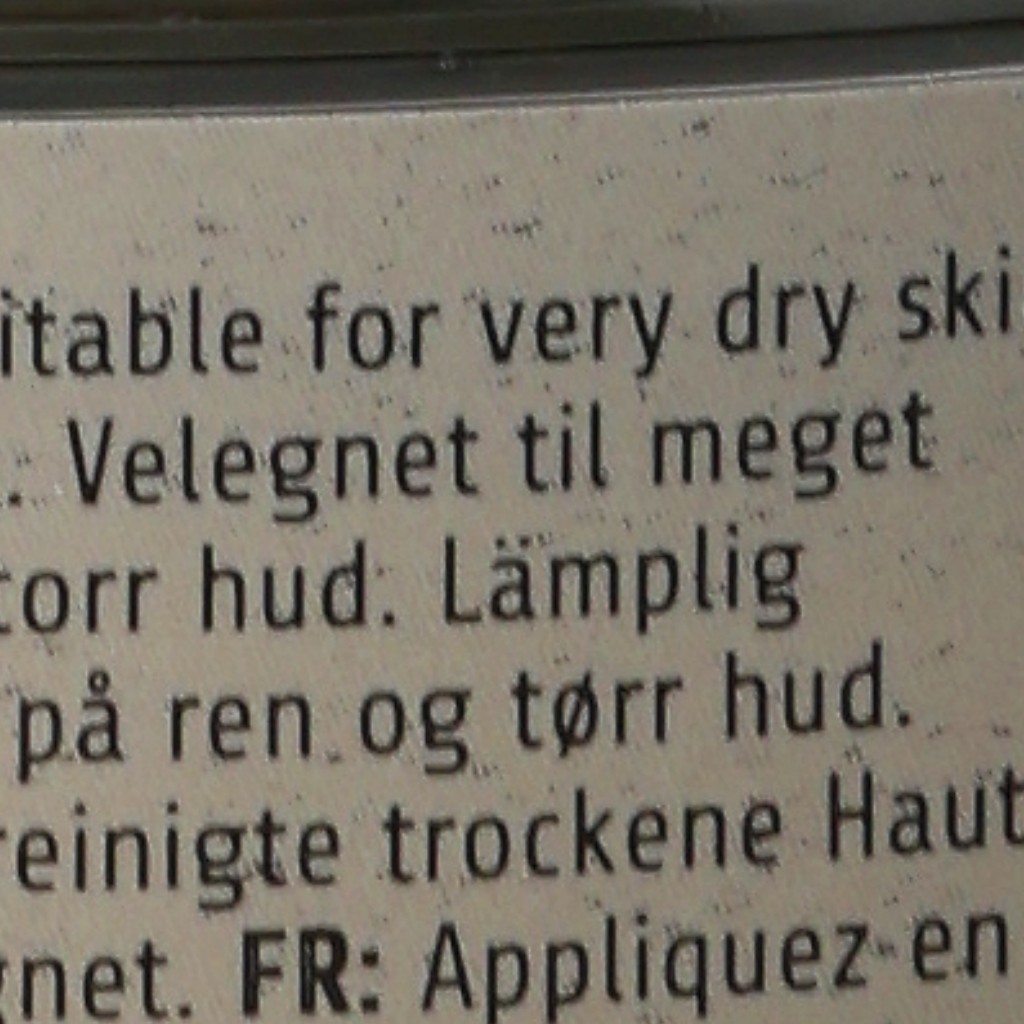 itable for very dry ski
. Velegnet til meget
torr hud. Lämplig
på ren og tørr hud.
reinigte trockene Haut
gnet. FR: Appliquez en